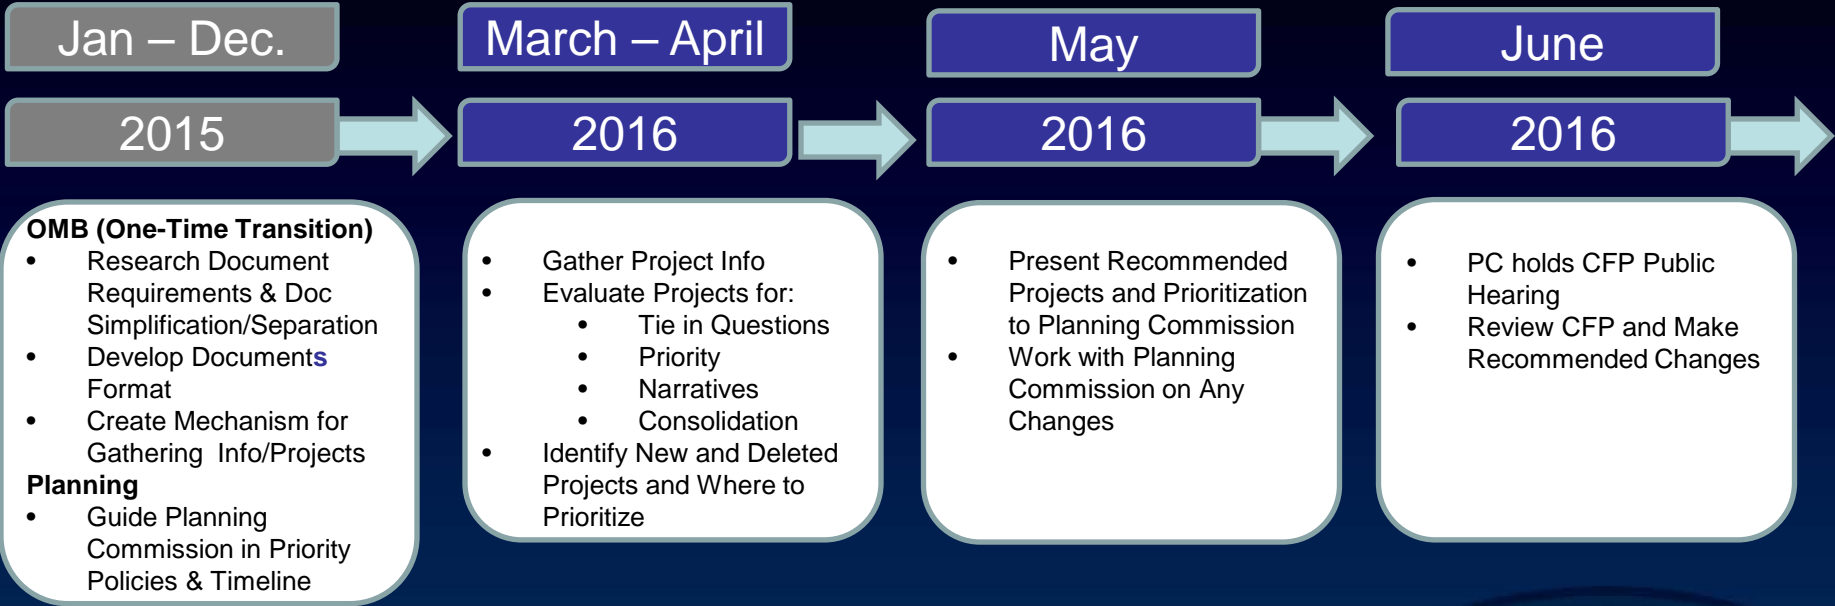 Jan – Dec.
2015
OMB (One-Time Transition)
• Research Document
Requirements & Doc
Simplification/Separation
• Develop Documents
Format
• Create Mechanism for
Gathering Info/Projects
Planning
• Guide Planning
Commission in Priority
Policies & Timeline
March – April
2016
• Gather Project Info
• Evaluate Projects for:
• Tie in Questions
• Priority
• Narratives
• Consolidation
• Identify New and Deleted
Projects and Where to
Prioritize
May
2016
• Present Recommended
Projects and Prioritization
to Planning Commission
• Work with Planning
Commission on Any
Changes
June
2016
• PC holds CFP Public
Hearing
• Review CFP and Make
Recommended Changes